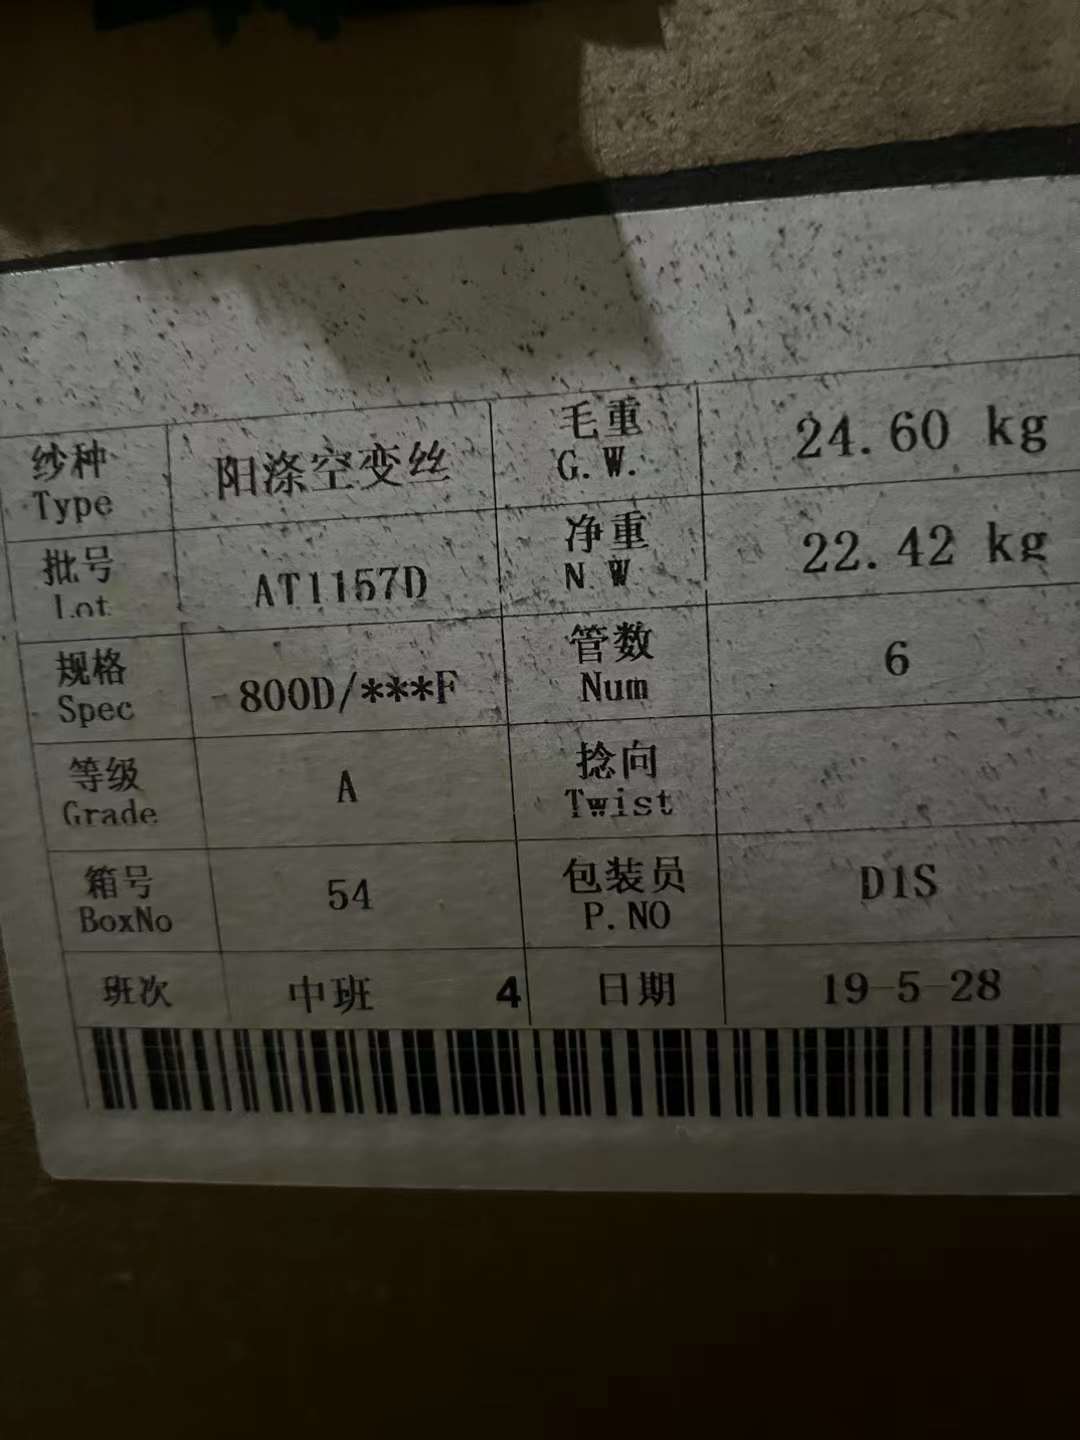 纱种 Type 阳涤空变丝 毛重 G.W. 24.60 kg
批号 Lot AT1157D 净重 N W 22.42 kg
规格 Spec 800D/***F 管数 Num 6
等级 Grade A 捻向 Twist
箱号 BoxNo 54 包装员 P.NO D1S
班次 中班 4 日期 19-5-28